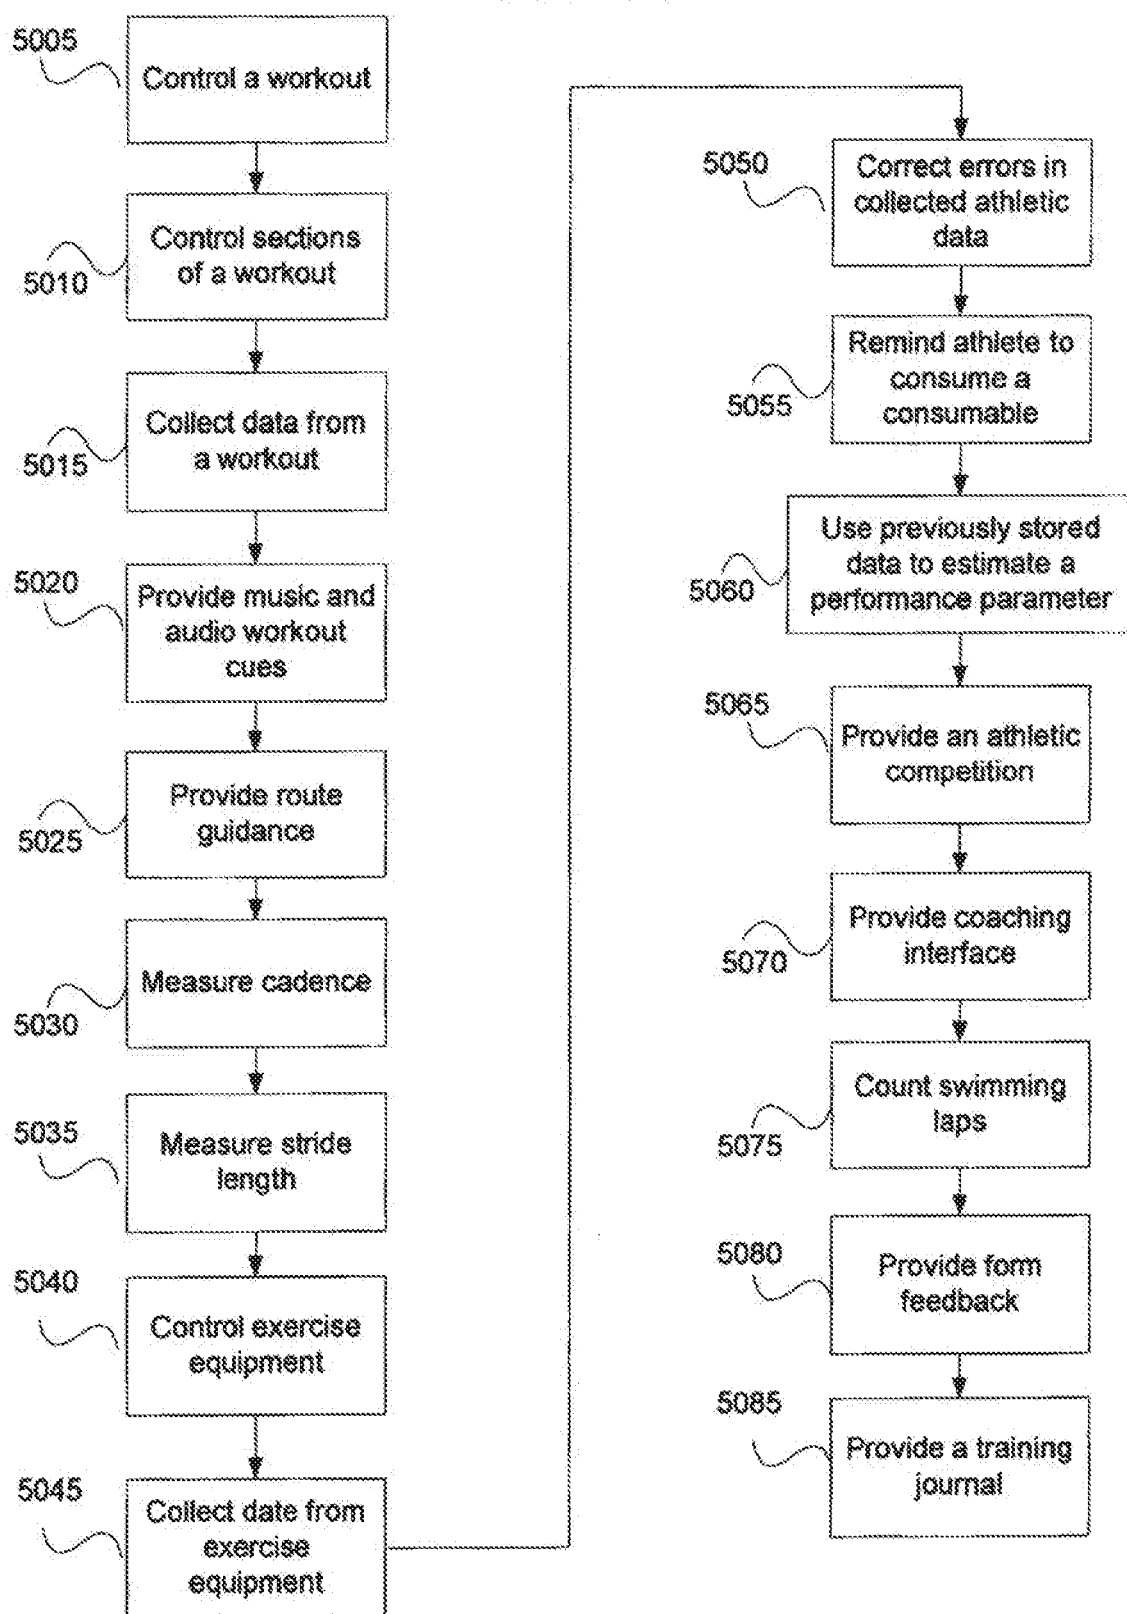 5005
Control a workout
5010
Control sections
of a workout
5015
Collect data from
a workout
5020
Provide music and
audio workout
cues
5025
Provide route
guidance
5030
Measure cadence
5035
Measure stride
length
5040
Control exercise
equipment
5045
Collect date from
exercise
equipment
5050
Correct errors in
collected athletic
data
5055
Remind athlete to
consume a
consumable
5060
Use previously stored
data to estimate a
performance parameter
5065
Provide an athletic
competition
5070
Provide coaching
interface
5075
Count swimming
laps
5080
Provide form
feedback
5085
Provide a training
journal